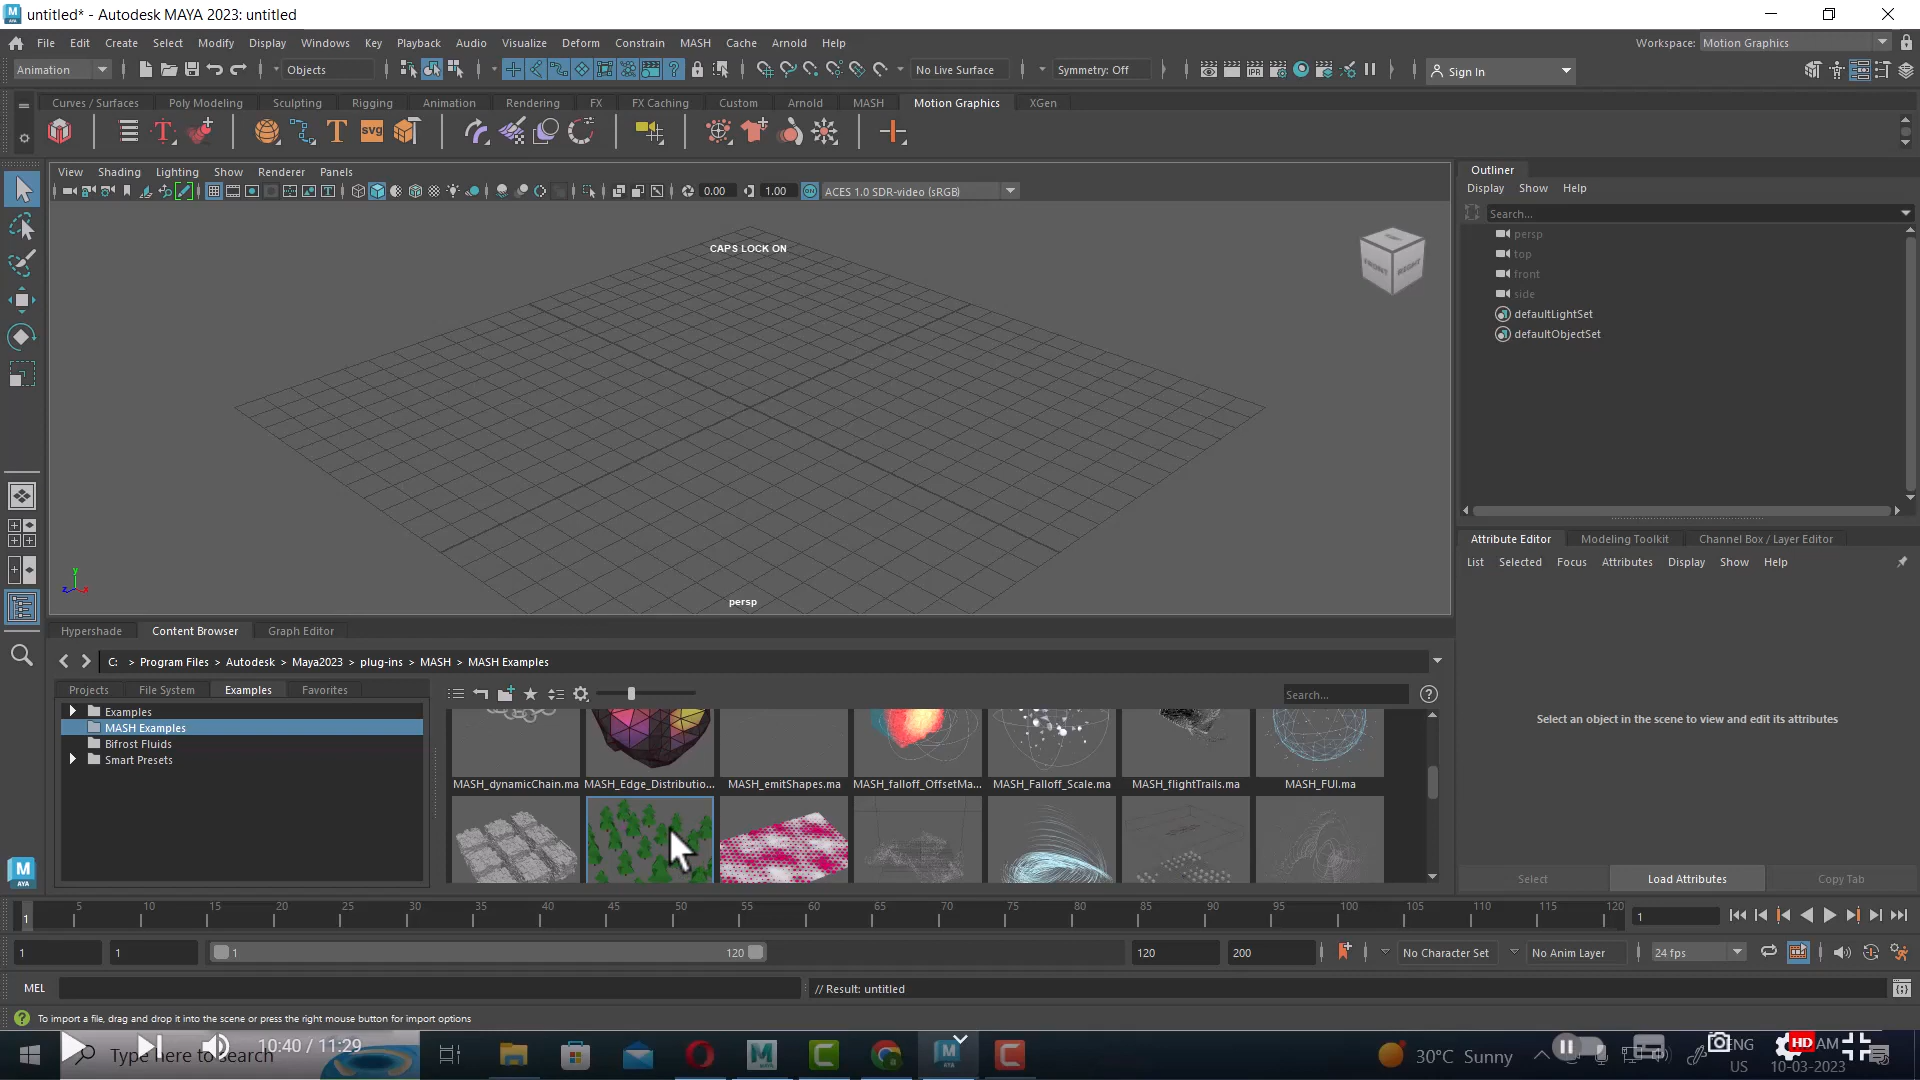 untitled* - Autodesk MAYA 2023: untitled
File Edit Create Select Modify Display Windows Key Playback Audio Visualize Deform Constrain MASH Cache Arnold Help Workspace: Motion Graphics
Animation Objects No Live Surface Symmetry: Off Sign In
Curves / Surfaces Poly Modeling Sculpting Rigging Animation Rendering FX FX Caching Custom Arnold MASH Motion Graphics XGen
View Shading Lighting Show Renderer Panels
0.00 1.00 ACES 1.0 SDR-video (sRGB)
CAPS LOCK ON
FRONT RIGHT
persp
Outliner
Display Show Help
Search...
persp
top
front
side
defaultLightSet
defaultObjectSet
Attribute Editor Modeling Toolkit Channel Box / Layer Editor
List Selected Focus Attributes Display Show Help
Select an object in the scene to view and edit its attributes
Select Load Attributes Copy Tab
Hypershade Content Browser Graph Editor
C: > Program Files > Autodesk > Maya2023 > plug-ins > MASH > MASH Examples
Projects File System Examples Favorites
Search...
Examples
MASH Examples
Bifrost Fluids
Smart Presets
MASH_dynamicChain.ma MASH_Edge_Distributio... MASH_emitShapes.ma MASH_falloff_OffsetMa... MASH_Falloff_Scale.ma MASH_flightTrails.ma MASH_FUI.ma
1 5 10 15 20 25 30 35 40 45 50 55 60 65 70 75 80 85 90 95 100 105 110 115 120 1
1 1 1 120 120 200 No Character Set No Anim Layer 24 fps
MEL // Result: untitled
To import a file, drag and drop it into the scene or press the right mouse button for import options
Type here to search
10:40 / 11:29
30°C Sunny
ENG
US
HD
AM
10-03-2023